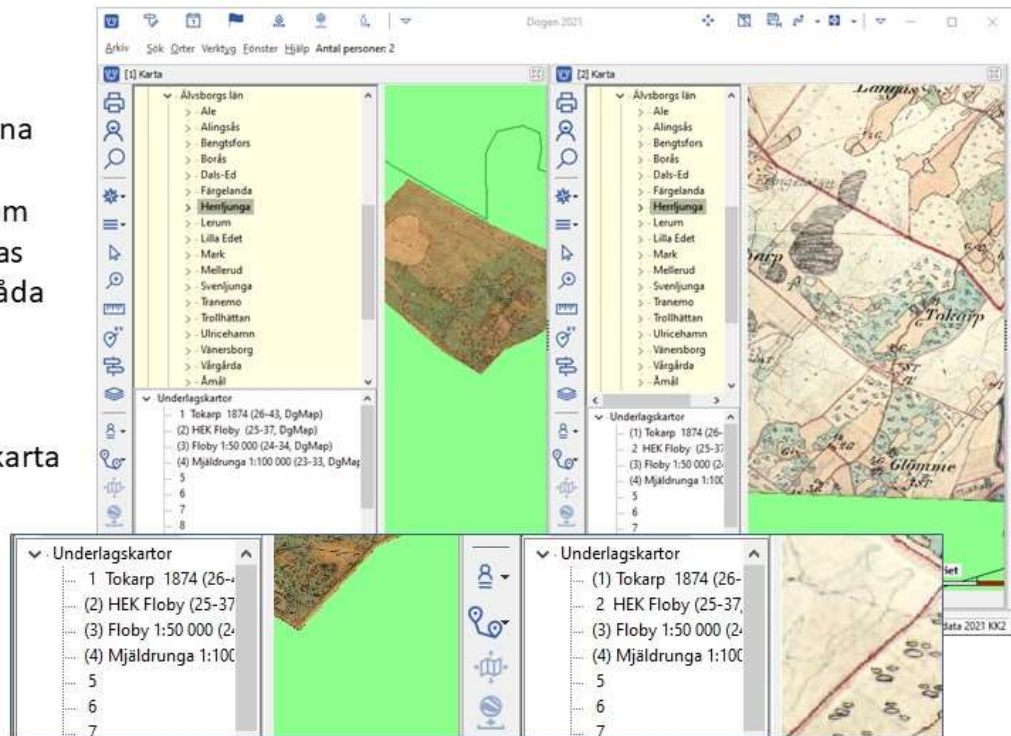 na
m
as
åda
karta
Diogen 2021
Arkiv Sök Orter Verktyg Fönster Hjälp Antal personer: 2
[1] Karta
Älvsborgs län
Ale
Alingsås
Bengtsfors
Borås
Dals-Ed
Färgelanda
Herrljunga
Lerum
Lilla Edet
Mark
Mellerud
Svenljunga
Tranemo
Trollhättan
Ulricehamn
Vänersborg
Vårgårda
Åmål
Underlagskartor
1 Tokarp 1874 (26-43, DgMap)
(2) HEK Floby (25-37, DgMap)
(3) Floby 1:50 000 (24-34, DgMap)
(4) Mjäldrunga 1:100 000 (23-33, DgMap
5
6
7
8
[2] Karta
Älvsborgs län
Ale
Alingsås
Bengtsfors
Borås
Dals-Ed
Färgelanda
Herrljunga
Lerum
Lilla Edet
Mark
Mellerud
Svenljunga
Tranemo
Trollhättan
Ulricehamn
Vänersborg
Vårgårda
Åmål
Underlagskartor
(1) Tokarp 1874 (26-
2 HEK Floby (25-37
(3) Floby 1:50 000 (2
(4) Mjäldrunga 1:100
5
6
7
Tokarp
Glömme
data 2021 KK2
Underlagskartor
1 Tokarp 1874 (26-
(2) HEK Floby (25-37
(3) Floby 1:50 000 (2
(4) Mjäldrunga 1:100
5
6
7
Underlagskartor
(1) Tokarp 1874 (26-
2 HEK Floby (25-37,
(3) Floby 1:50 000 (2
(4) Mjäldrunga 1:100
5
6
7